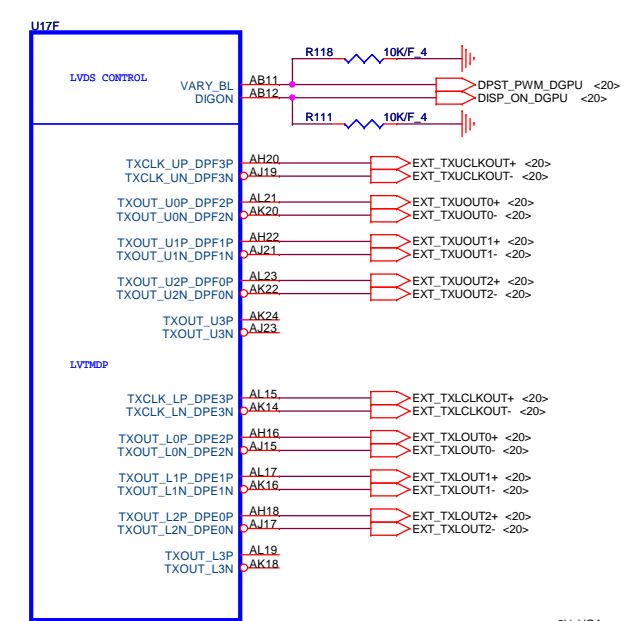 U17F
R118 10K/F_4
LVDS CONTROL
VARY_BL AB11 DPST_PWM_DGPU <20>
DIGON AB12 DISP_ON_DGPU <20>
R111 10K/F_4
TXCLK_UP_DPF3P AH20 EXT_TXUCLKOUT+ <20>
TXCLK_UN_DPF3N AJ19 EXT_TXUCLKOUT- <20>
TXOUT_U0P_DPF2P AL21 EXT_TXUOUT0+ <20>
TXOUT_U0N_DPF2N AK20 EXT_TXUOUT0- <20>
TXOUT_U1P_DPF1P AH22 EXT_TXUOUT1+ <20>
TXOUT_U1N_DPF1N AJ21 EXT_TXUOUT1- <20>
TXOUT_U2P_DPF0P AL23 EXT_TXUOUT2+ <20>
TXOUT_U2N_DPF0N AK22 EXT_TXUOUT2- <20>
TXOUT_U3P AK24
TXOUT_U3N AJ23
LVTMDP
TXCLK_LP_DPE3P AL15 EXT_TXLCLKOUT+ <20>
TXCLK_LN_DPE3N AK14 EXT_TXLCLKOUT- <20>
TXOUT_L0P_DPE2P AH16 EXT_TXLOUT0+ <20>
TXOUT_L0N_DPE2N AJ15 EXT_TXLOUT0- <20>
TXOUT_L1P_DPE1P AL17 EXT_TXLOUT1+ <20>
TXOUT_L1N_DPE1N AK16 EXT_TXLOUT1- <20>
TXOUT_L2P_DPE0P AH18 EXT_TXLOUT2+ <20>
TXOUT_L2N_DPE0N AJ17 EXT_TXLOUT2- <20>
TXOUT_L3P AL19
TXOUT_L3N AK18